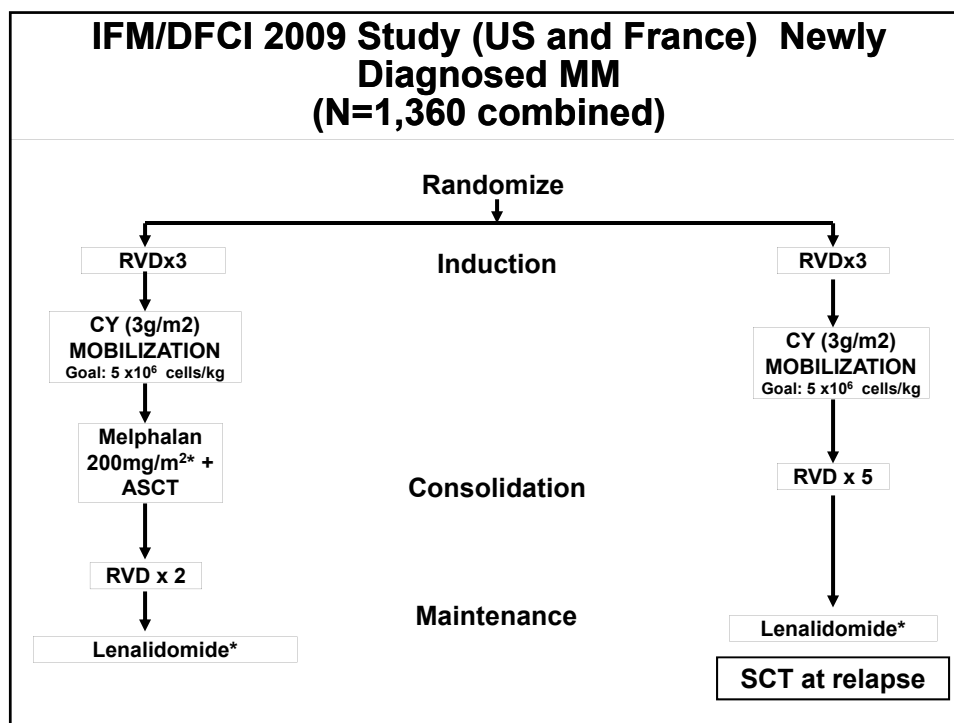 IFM/DFCI 2009 Study (US and France) Newly
Diagnosed MM
(N=1,360 combined)
Randomize
RVDx3
Induction
RVDx3
CY (3g/m2)
MOBILIZATION
Goal: 5 x10⁶ cells/kg
CY (3g/m2)
MOBILIZATION
Goal: 5 x10⁶ cells/kg
Melphalan
200mg/m²* +
ASCT
Consolidation
RVD x 5
RVD x 2
Maintenance
Lenalidomide*
Lenalidomide*
SCT at relapse